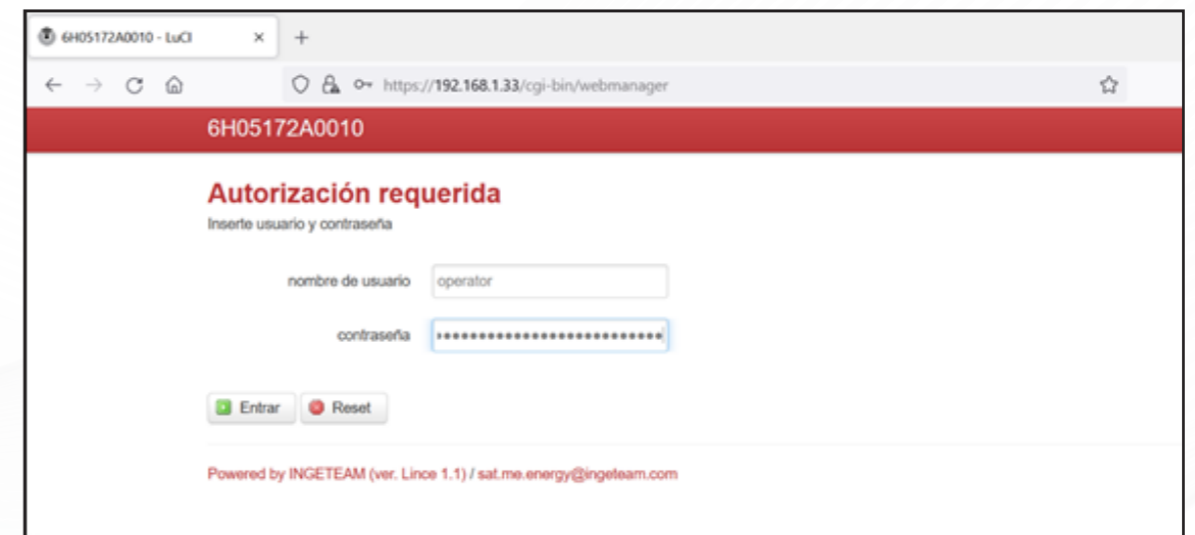 6H05172A0010 - LuCI
https://192.168.1.33/cgi-bin/webmanager
6H05172A0010
Autorización requerida
Inserte usuario y contraseña
nombre de usuario operator
contraseña
Entrar Reset
Powered by INGETEAM (ver. Lince 1.1) / sat.me.energy@ingeteam.com